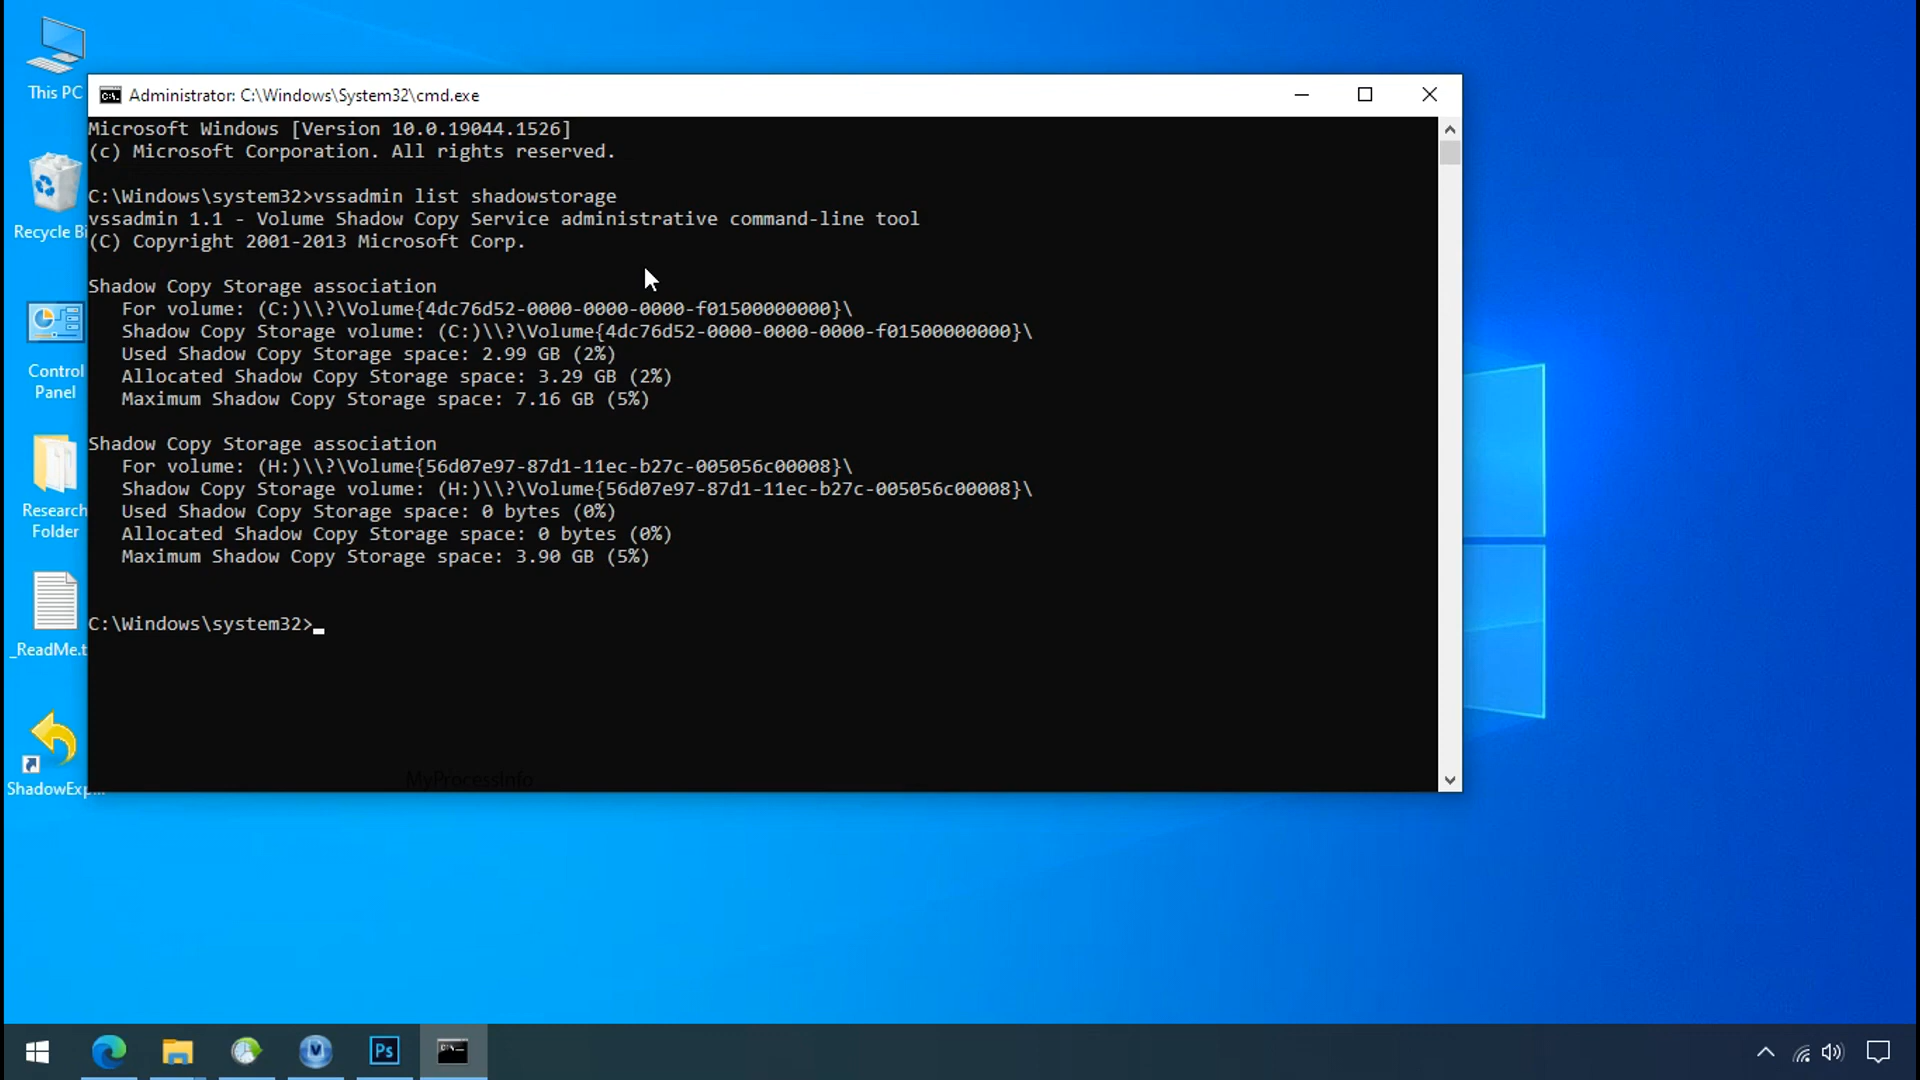 This PC
Recycle Bi
Control
Panel
Research
Folder
_ReadMe.t
ShadowExp...
Administrator: C:\Windows\System32\cmd.exe
Microsoft Windows [Version 10.0.19044.1526]
(c) Microsoft Corporation. All rights reserved.
C:\Windows\system32>vssadmin list shadowstorage
vssadmin 1.1 - Volume Shadow Copy Service administrative command-line tool
(C) Copyright 2001-2013 Microsoft Corp.
Shadow Copy Storage association
For volume: (C:)\\?\Volume{4dc76d52-0000-0000-0000-f01500000000}\
Shadow Copy Storage volume: (C:)\\?\Volume{4dc76d52-0000-0000-0000-f01500000000}\
Used Shadow Copy Storage space: 2.99 GB (2%)
Allocated Shadow Copy Storage space: 3.29 GB (2%)
Maximum Shadow Copy Storage space: 7.16 GB (5%)
Shadow Copy Storage association
For volume: (H:)\\?\Volume{56d07e97-87d1-11ec-b27c-005056c00008}\
Shadow Copy Storage volume: (H:)\\?\Volume{56d07e97-87d1-11ec-b27c-005056c00008}\
Used Shadow Copy Storage space: 0 bytes (0%)
Allocated Shadow Copy Storage space: 0 bytes (0%)
Maximum Shadow Copy Storage space: 3.90 GB (5%)
C:\Windows\system32>_
MyProcessInfo
Ps